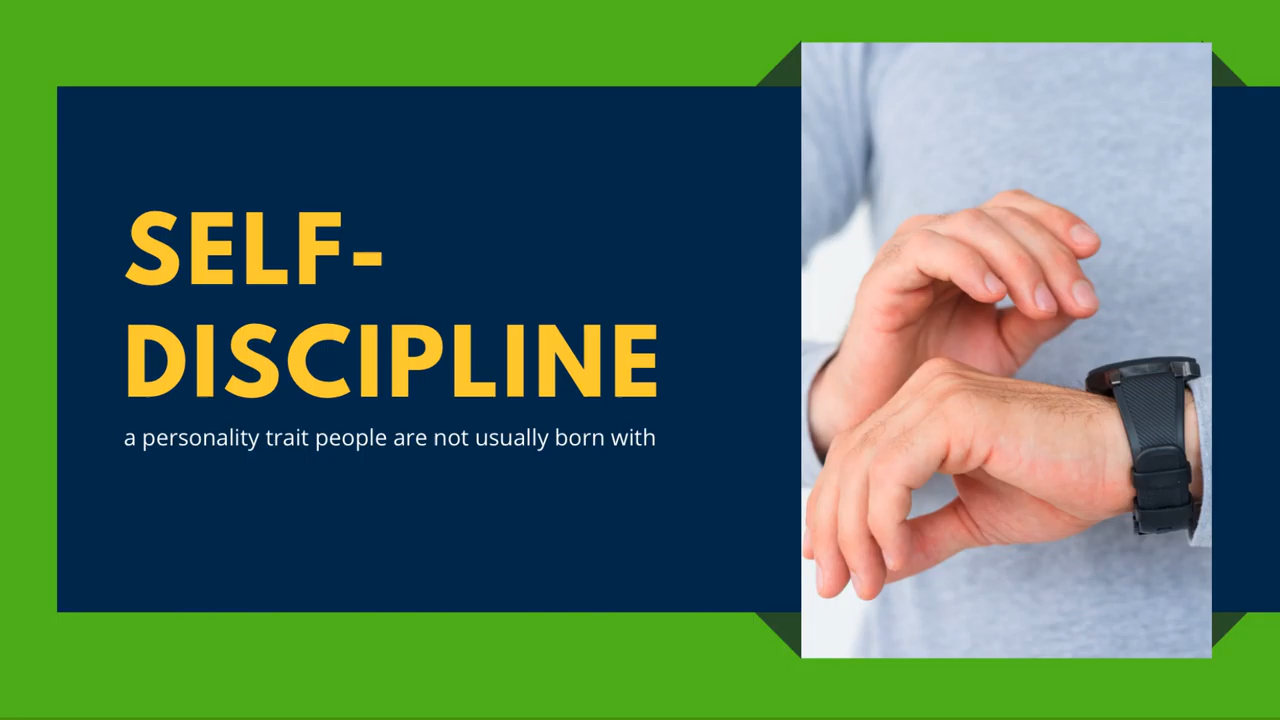 SELF-
DISCIPLINE
a personality trait people are not usually born with